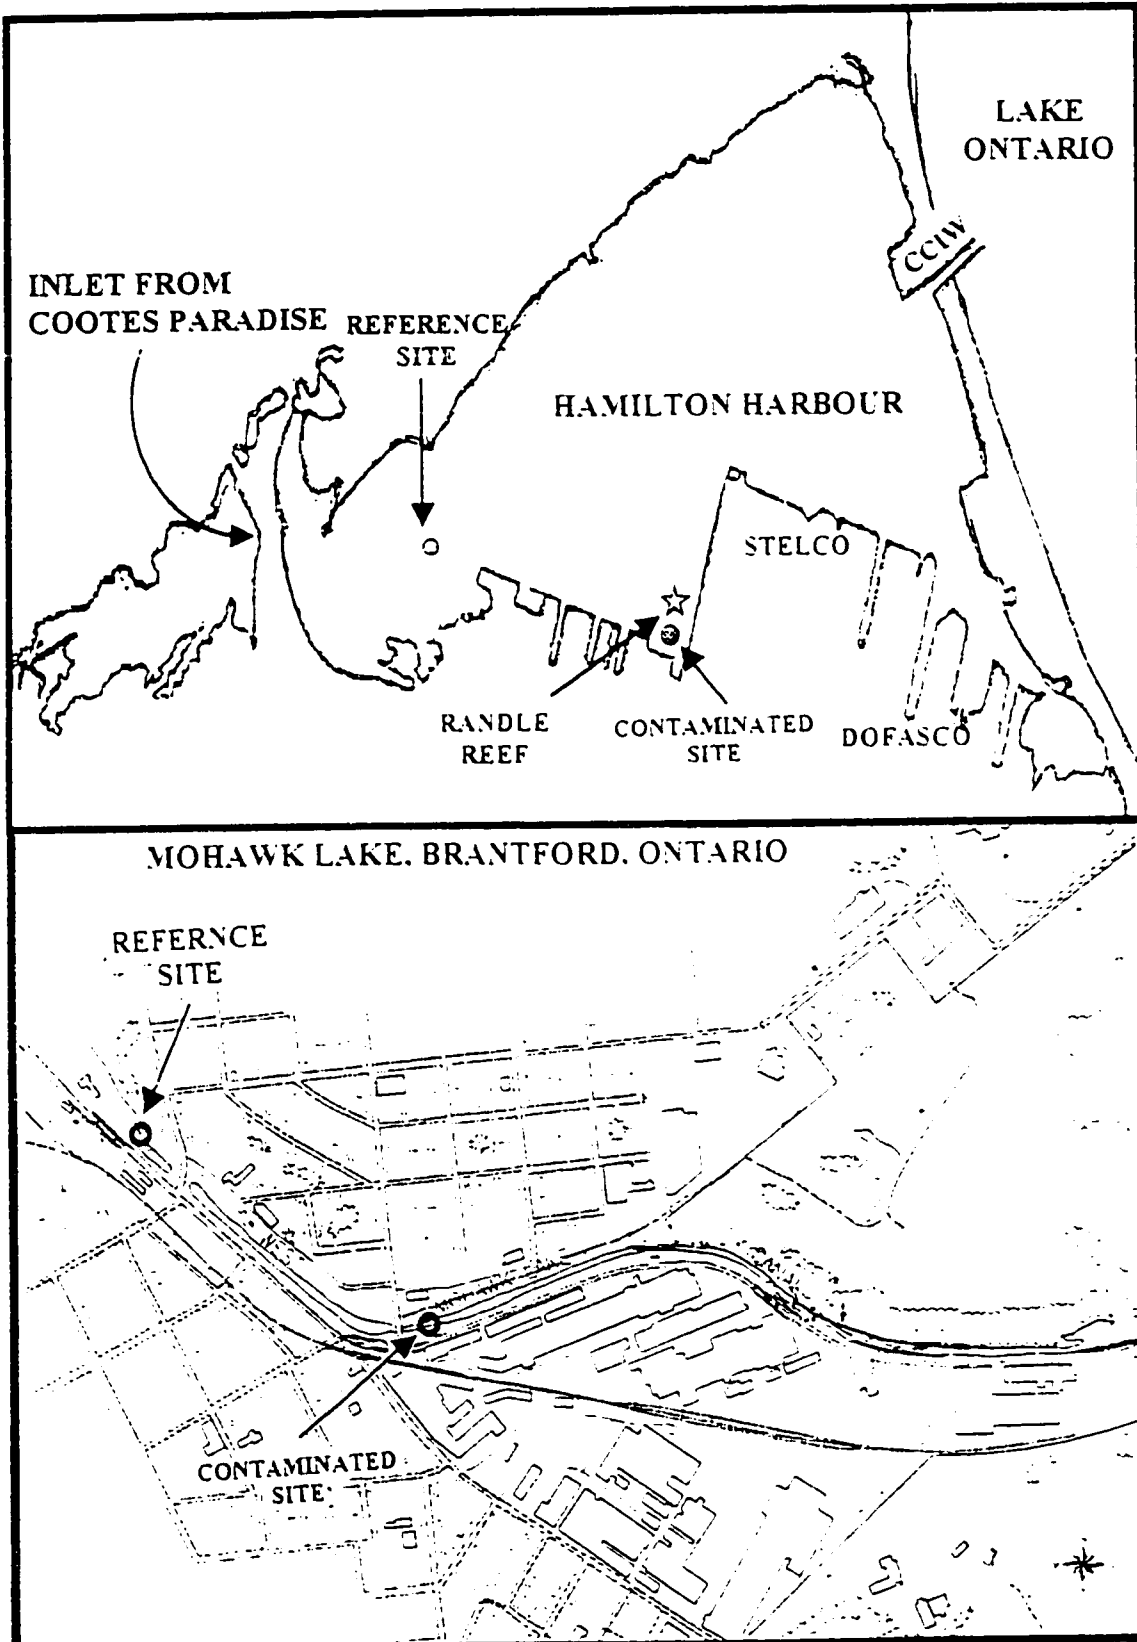 LAKE
ONTARIO
CCIW
INLET FROM
COOTES PARADISE
REFERENCE
SITE
HAMILTON HARBOUR
STELCO
RANDLE
REEF
CONTAMINATED
SITE
DOFASCO
MOHAWK LAKE, BRANTFORD, ONTARIO
REFERNCE
SITE
CONTAMINATED
SITE